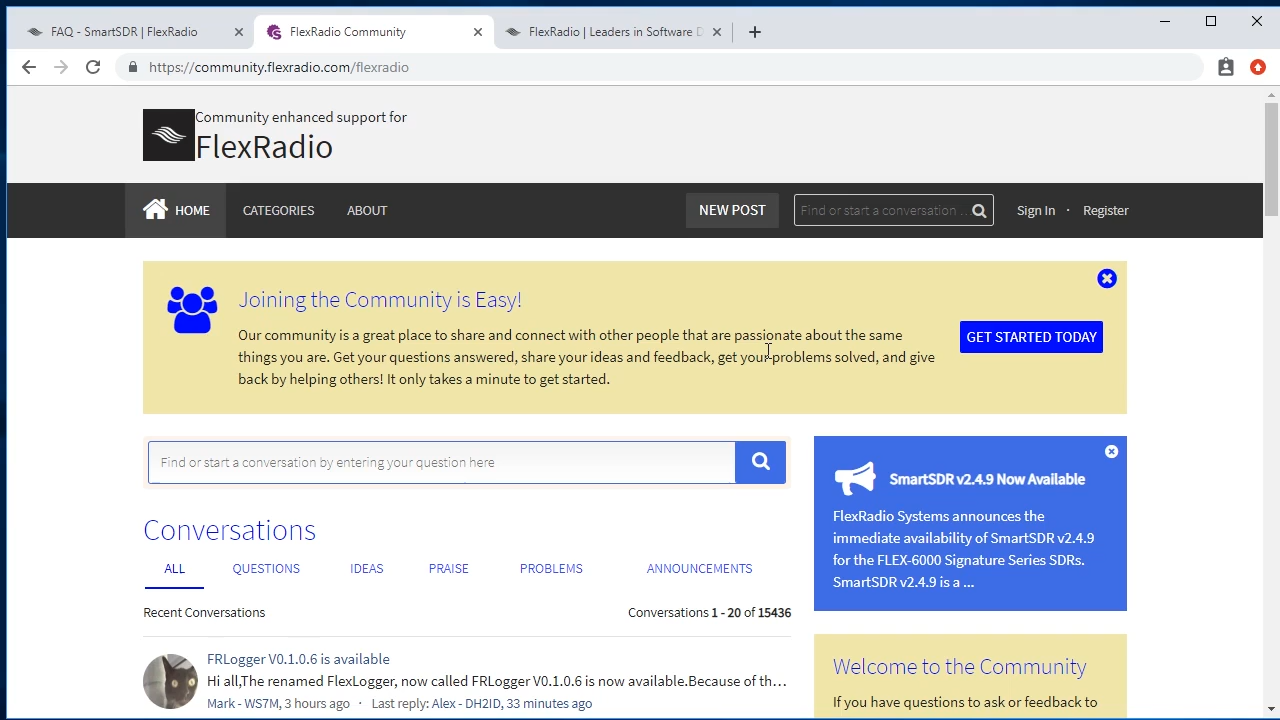 FAQ - SmartSDR | FlexRadio
FlexRadio Community
FlexRadio | Leaders in Software D
https://community.flexradio.com/flexradio
Community enhanced support for
FlexRadio
HOME
CATEGORIES
ABOUT
NEW POST
Find or start a conversation ...
Sign In · Register
Joining the Community is Easy!
Our community is a great place to share and connect with other people that are passionate about the same
things you are. Get your questions answered, share your ideas and feedback, get your problems solved, and give
back by helping others! It only takes a minute to get started.
GET STARTED TODAY
Find or start a conversation by entering your question here
SmartSDR v2.4.9 Now Available
FlexRadio Systems announces the
immediate availability of SmartSDR v2.4.9
for the FLEX-6000 Signature Series SDRs.
SmartSDR v2.4.9 is a ...
Conversations
ALL
QUESTIONS
IDEAS
PRAISE
PROBLEMS
ANNOUNCEMENTS
Recent Conversations
Conversations 1 - 20 of 15436
FRLogger V0.1.0.6 is available
Hi all,The renamed FlexLogger, now called FRLogger V0.1.0.6 is now available.Because of th...
Mark - WS7M, 3 hours ago · Last reply: Alex - DH2ID, 33 minutes ago
Welcome to the Community
If you have questions to ask or feedback to